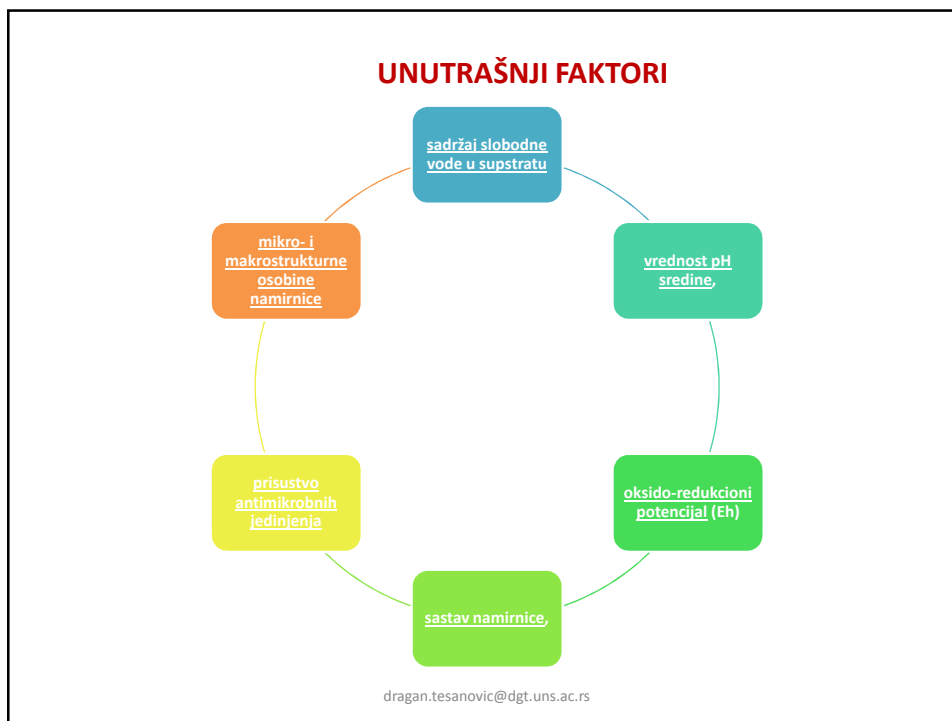 UNUTRAŠNJI FAKTORI
sadržaj slobodne
vode u supstratu
vrednost pH
sredine,
oksido-redukcioni
potencijal (Eh)
sastav namirnice,
prisustvo
antimikrobnih
jedinjenja
mikro- i
makrostrukturne
osobine
namirnice
dragan.tesanovic@dgt.uns.ac.rs